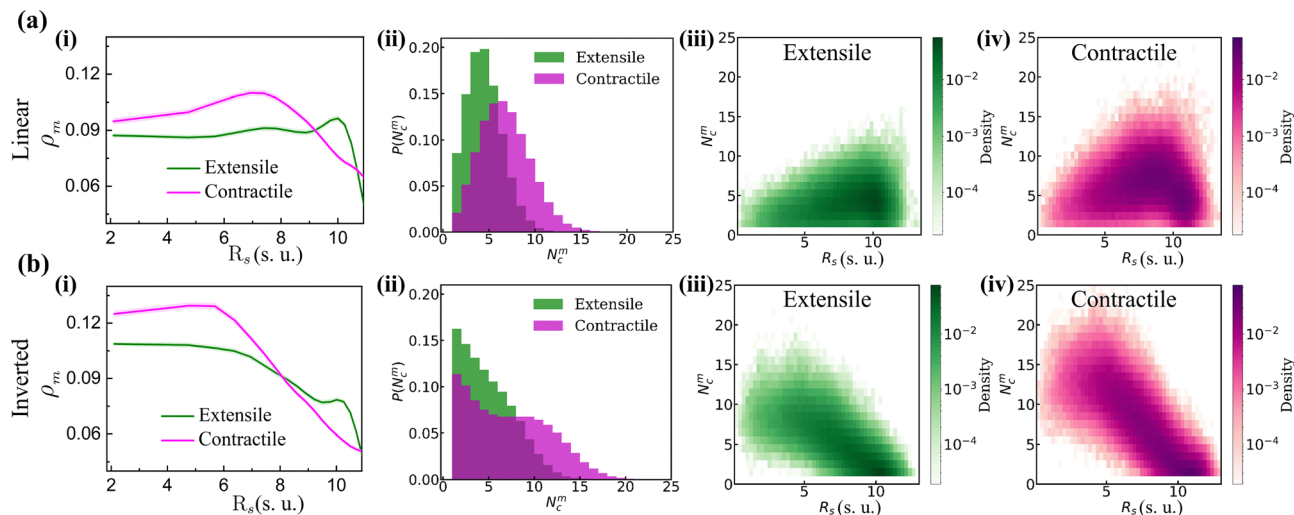 (a)
Linear
(i)
ρm
0.12
0.09
0.06
Extensile
Contractile
2 4 6 8 10
Rs (s. u.)
(ii)
P(Ncm)
0.20
0.15
0.10
0.05
0.00
Extensile
Contractile
0 5 10 15 20 25
Ncm
(iii)
Extensile
Ncm
25
20
15
10
5
0
5 10
Rs (s. u.)
10−2
10−3
10−4
Density
(iv)
Contractile
Ncm
25
20
15
10
5
0
5 10
Rs (s. u.)
10−2
10−3
10−4
Density
(b)
Inverted
(i)
ρm
0.12
0.09
0.06
Extensile
Contractile
2 4 6 8 10
Rs (s. u.)
(ii)
P(Ncm)
0.20
0.15
0.10
0.05
0.00
Extensile
Contractile
0 5 10 15 20 25
Ncm
(iii)
Extensile
Ncm
25
20
15
10
5
0
5 10
Rs (s. u.)
10−2
10−3
10−4
Density
(iv)
Contractile
Ncm
25
20
15
10
5
0
5 10
Rs (s. u.)
10−2
10−3
10−4
Density